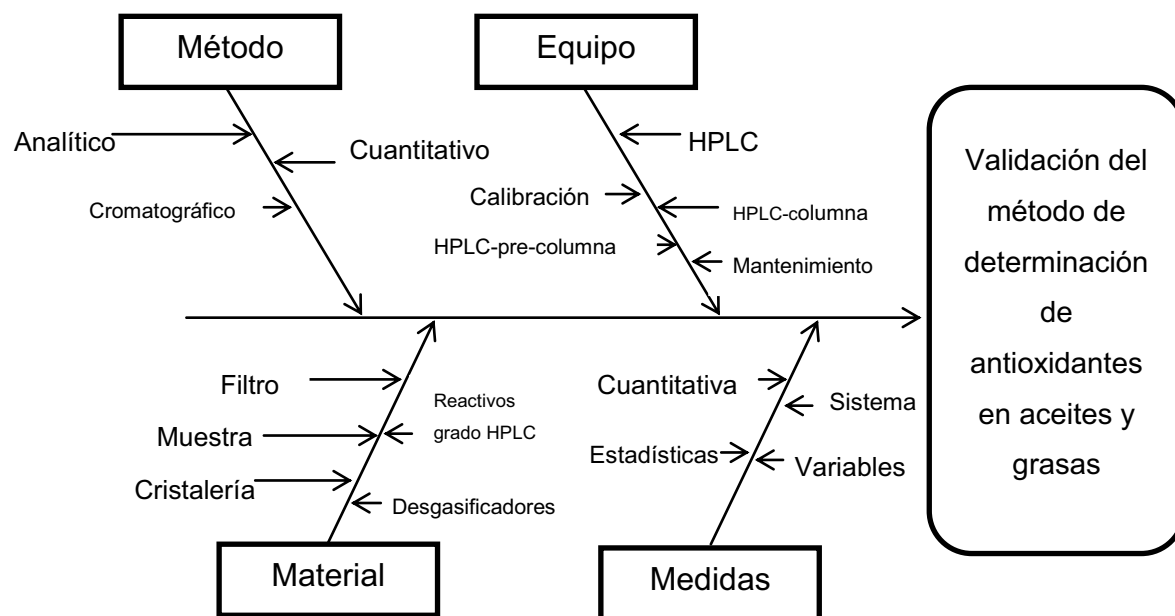 Método
Equipo
Analítico
Cuantitativo
Cromatográfico
HPLC
Calibración
HPLC-columna
HPLC-pre-columna
Mantenimiento
Validación del
método de
determinación
de
antioxidantes
en aceites y
grasas
Filtro
Reactivos
grado HPLC
Muestra
Cristalería
Desgasificadores
Cuantitativa
Sistema
Estadísticas
Variables
Material
Medidas